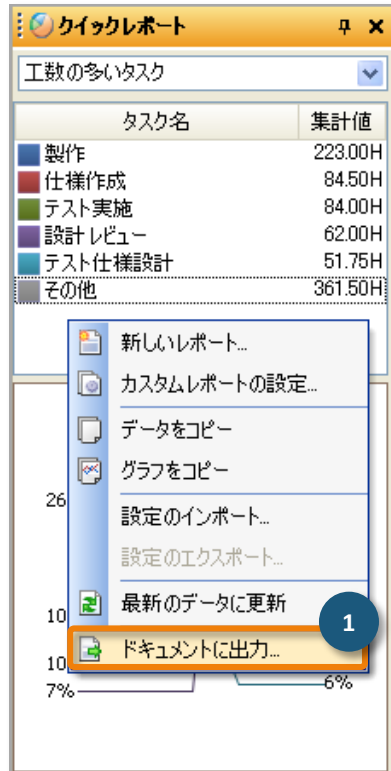 クイックレポート
工数の多いタスク
タスク名 集計値
製作 223.00H
仕様作成 84.50H
テスト実施 84.00H
設計レビュー 62.00H
テスト仕様設計 51.75H
その他 361.50H
新しいレポート...
カスタムレポートの設定...
データをコピー
グラフをコピー
26
設定のインポート...
設定のエクスポート...
10
最新のデータに更新
1
10
ドキュメントに出力...
7%
6%